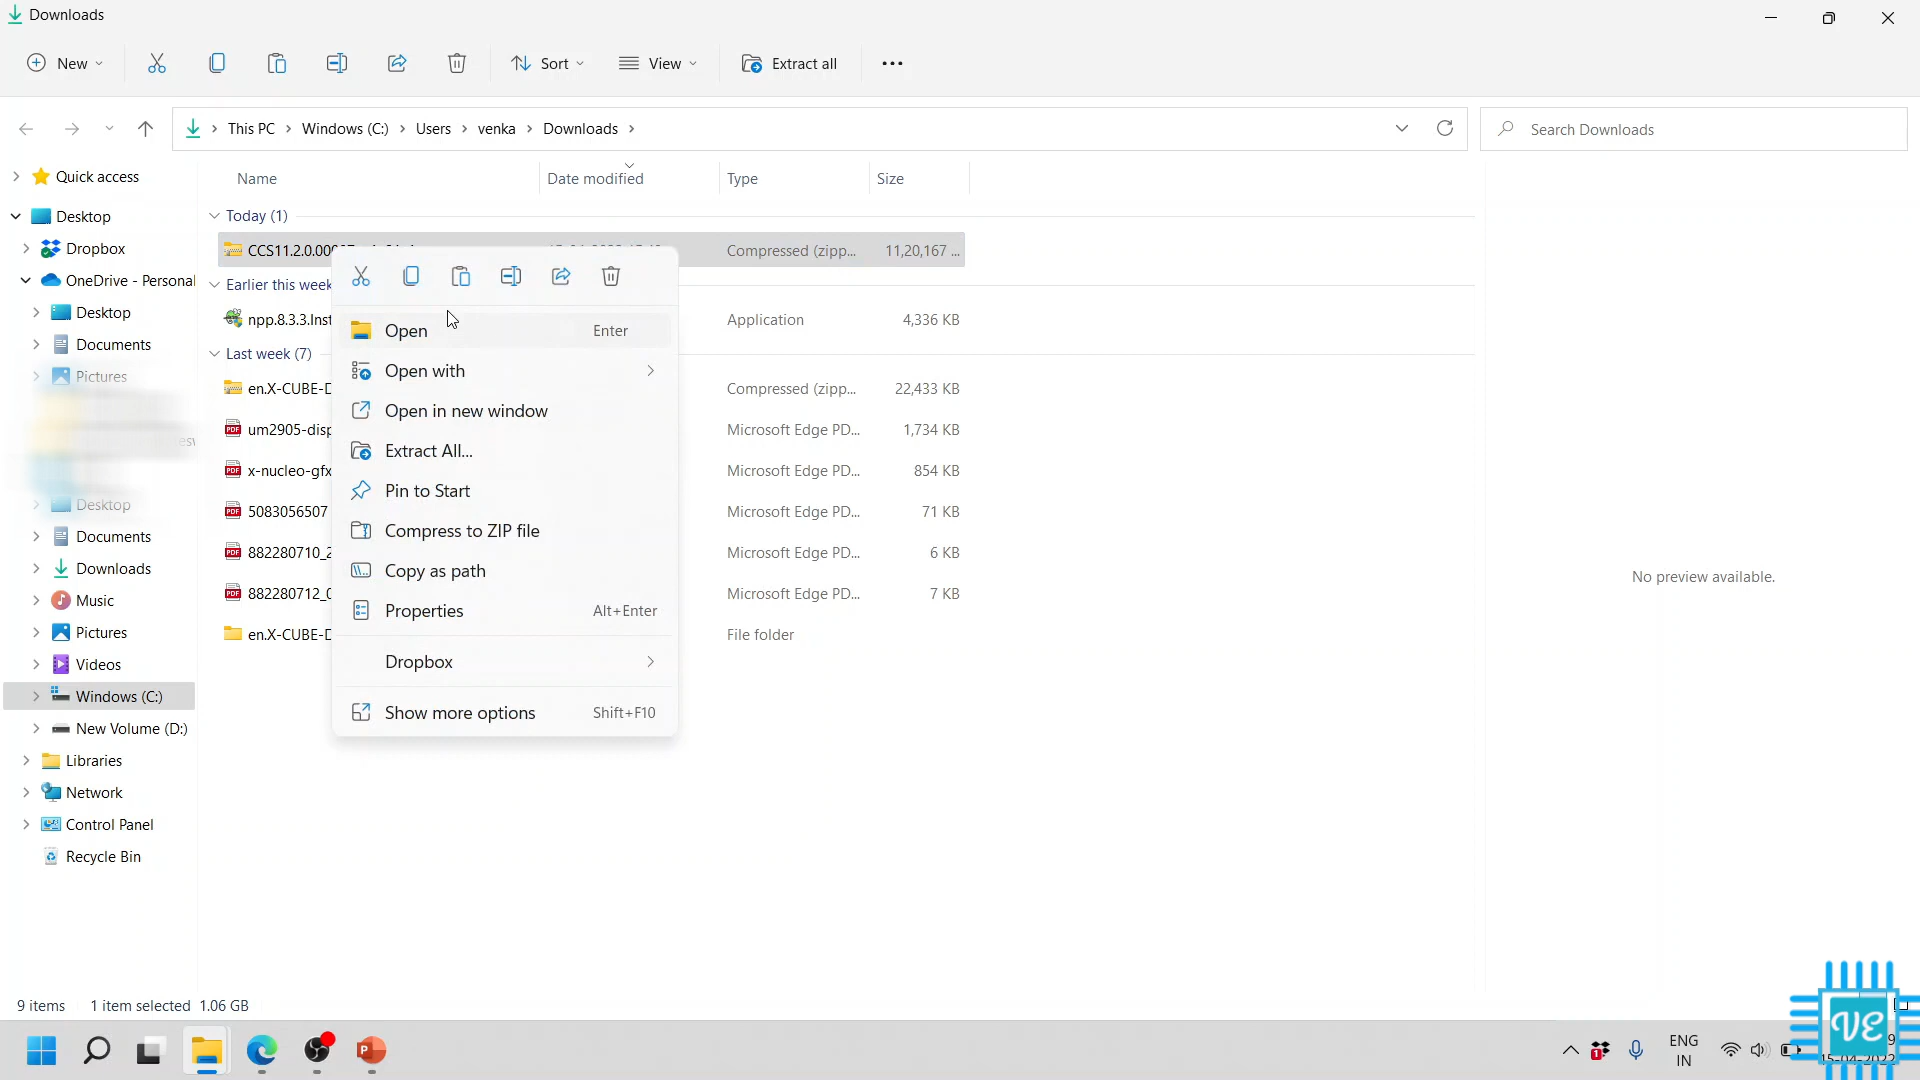 Downloads
New
Sort
View
Extract all
This PC
Windows (C:)
Users
venka
Downloads
Search Downloads
Quick access
Desktop
Dropbox
OneDrive - Personal
Desktop
Documents
Pictures
Desktop
Documents
Downloads
Music
Pictures
Videos
Windows (C:)
New Volume (D:)
Libraries
Network
Control Panel
Recycle Bin
Name Date modified Type Size
Today (1)
Compressed (zipp... 11,20,167 ...
Earlier this week
npp.8.3.3.Inst Application 4,336 KB
Last week (7)
en.X-CUBE-D Compressed (zipp... 22,433 KB
um2905-disp Microsoft Edge PD... 1,734 KB
x-nucleo-gfx Microsoft Edge PD... 854 KB
5083056507 Microsoft Edge PD... 71 KB
882280710_2 Microsoft Edge PD... 6 KB
882280712_0 Microsoft Edge PD... 7 KB
en.X-CUBE-D File folder
Open Enter
Open with
Open in new window
Extract All...
Pin to Start
Compress to ZIP file
Copy as path
Properties Alt+Enter
Dropbox
Show more options Shift+F10
No preview available.
9 items 1 item selected 1.06 GB
ENG
IN
VE
15-04-2022